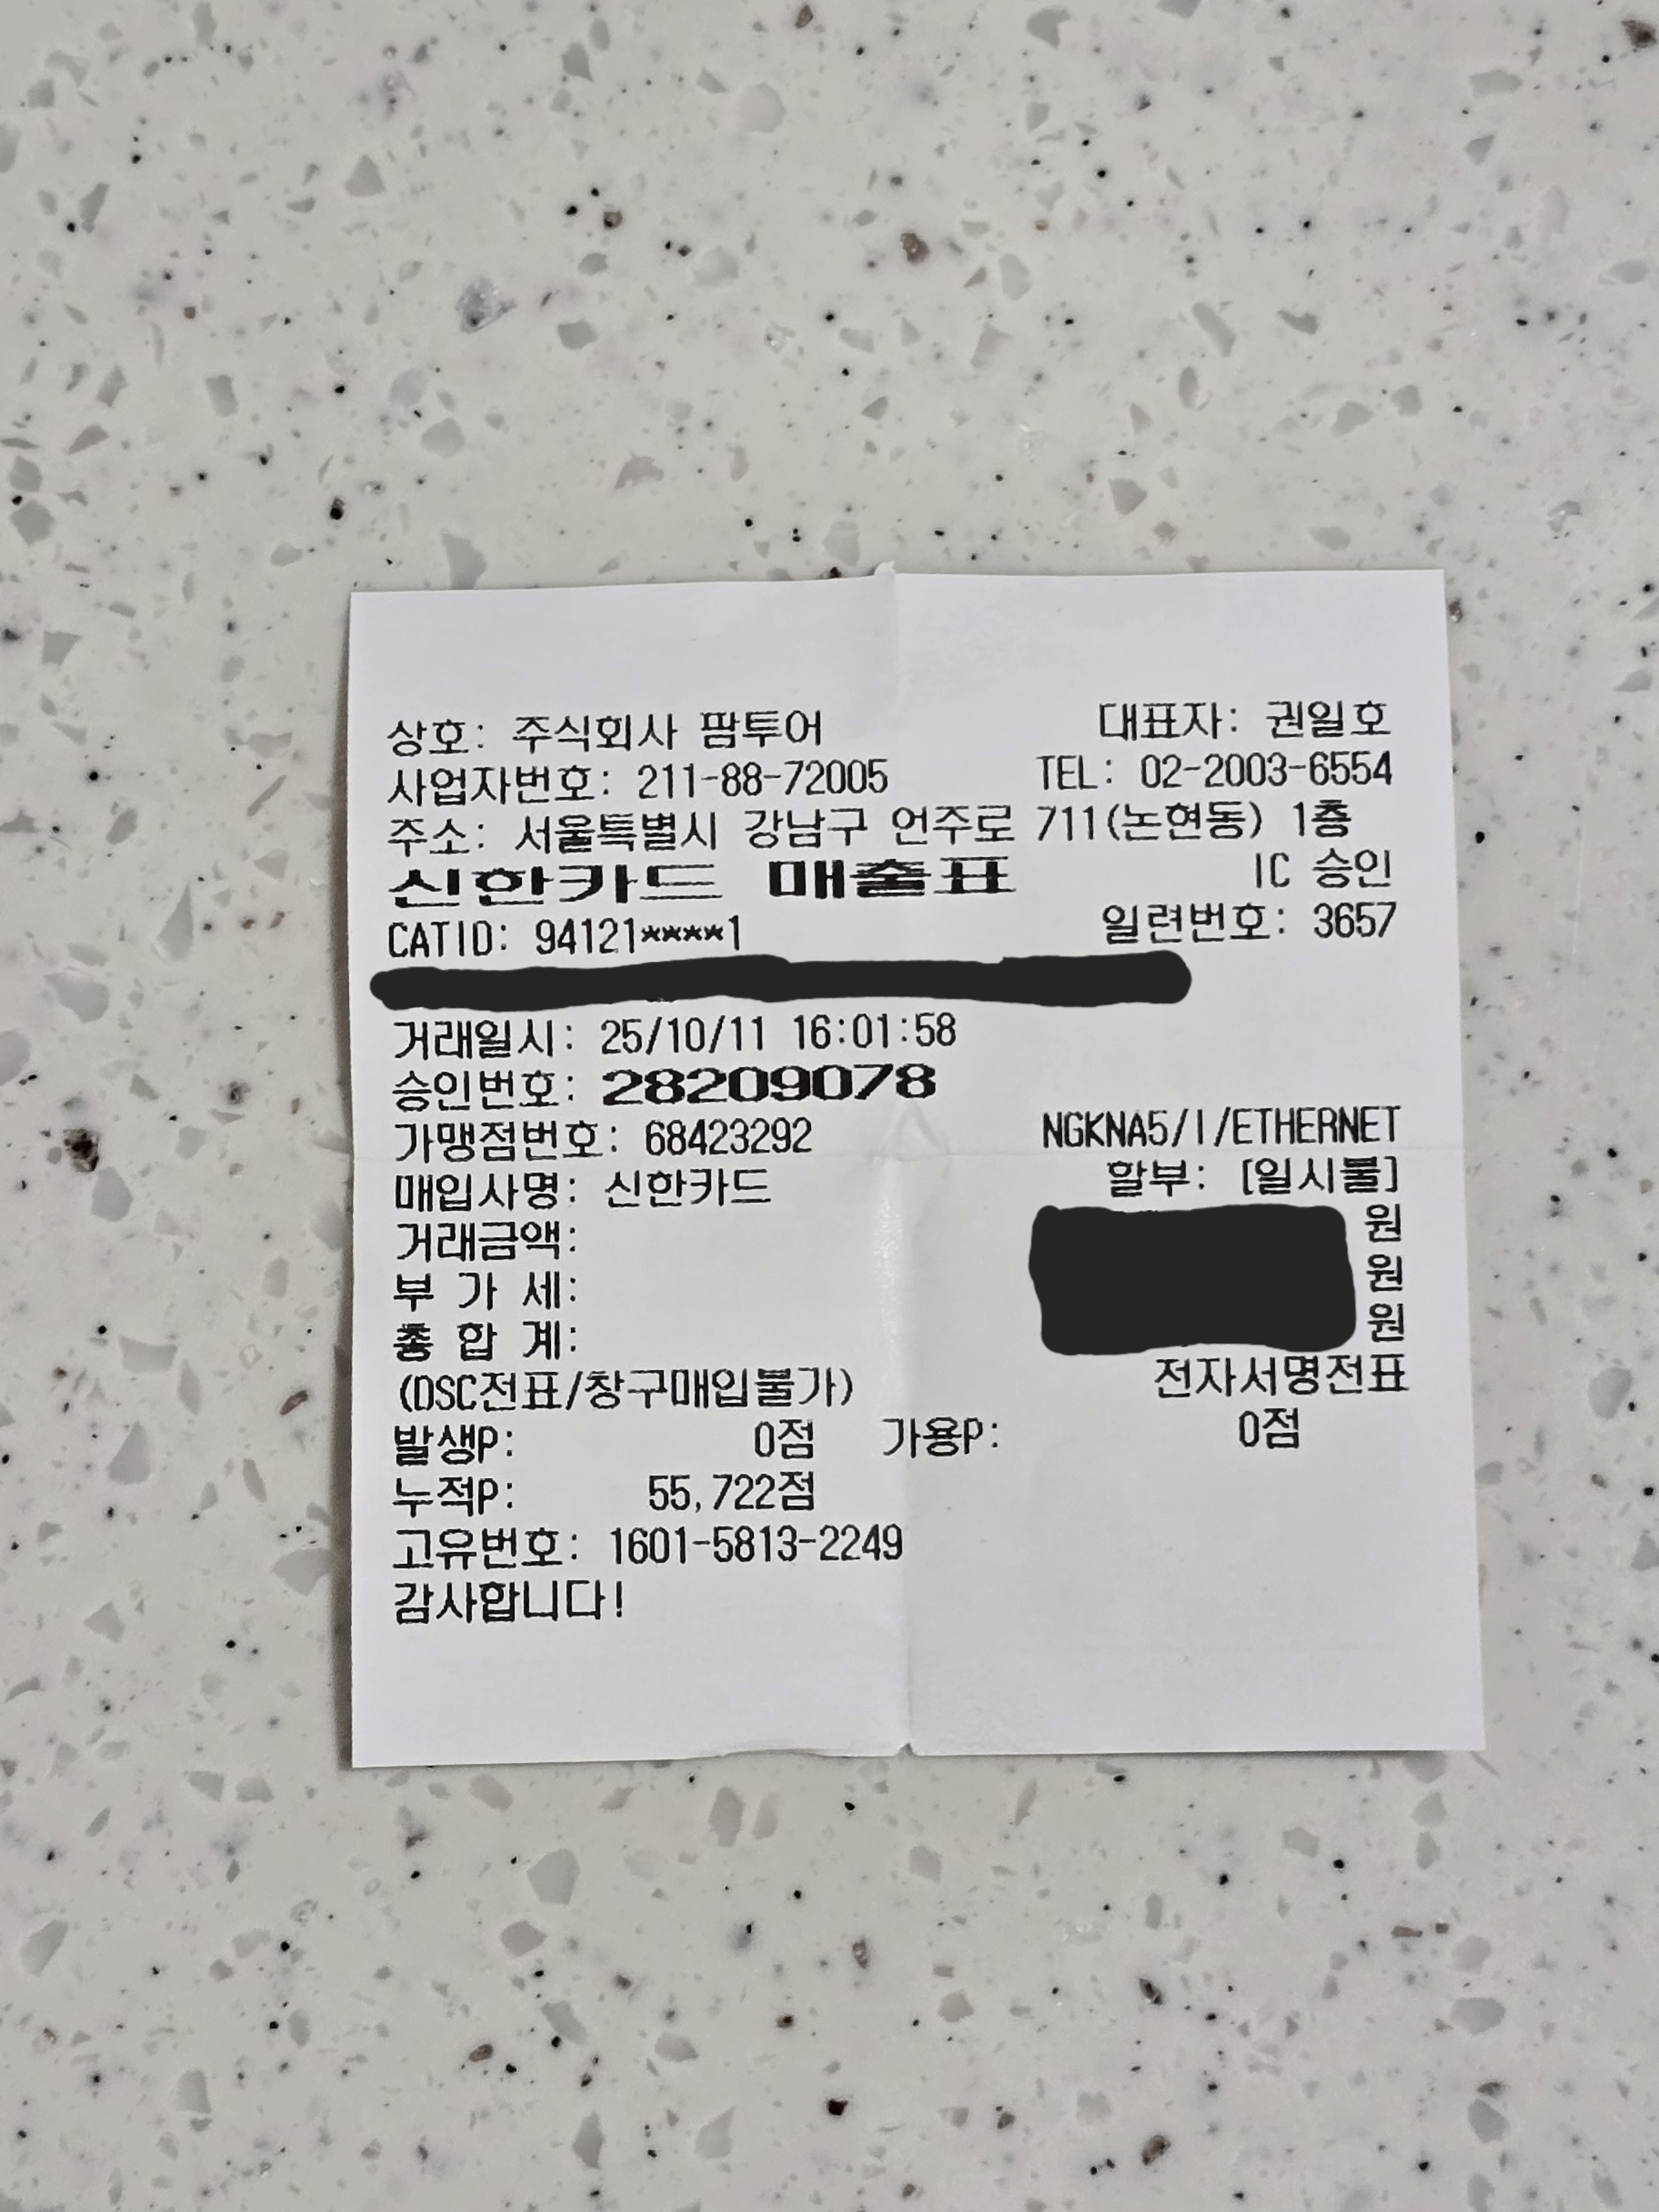 상호: 주식회사 팜투어 대표자: 권일호
사업자번호: 211-88-72005 TEL: 02-2003-6554
주소: 서울특별시 강남구 언주로 711(논현동) 1층
신한카드 매출표 IC 승인
CATID: 94121****1 일련번호: 3657
거래일시: 25/10/11 16:01:58
승인번호: 28209078
가맹점번호: 68423292 NGKNA5/I/ETHERNET
매입사명: 신한카드 할부: [일시불]
거래금액: 원
부 가 세: 원
총 합 계: 원
(DSC전표/창구매입불가) 전자서명전표
발생P: 0점 가용P: 0점
누적P: 55,722점
고유번호: 1601-5813-2249
감사합니다!